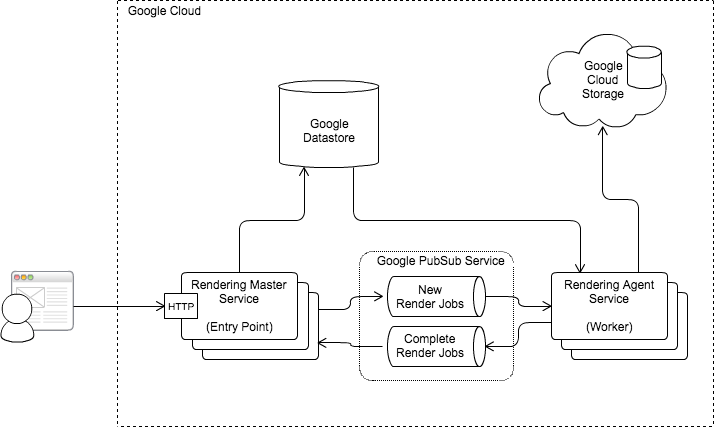 Google Cloud
Google
Cloud
Storage
Google
Datastore
Google PubSub Service
HTTP
Rendering Master
Service
(Entry Point)
New
Render Jobs
Complete
Render Jobs
Rendering Agent
Service
(Worker)